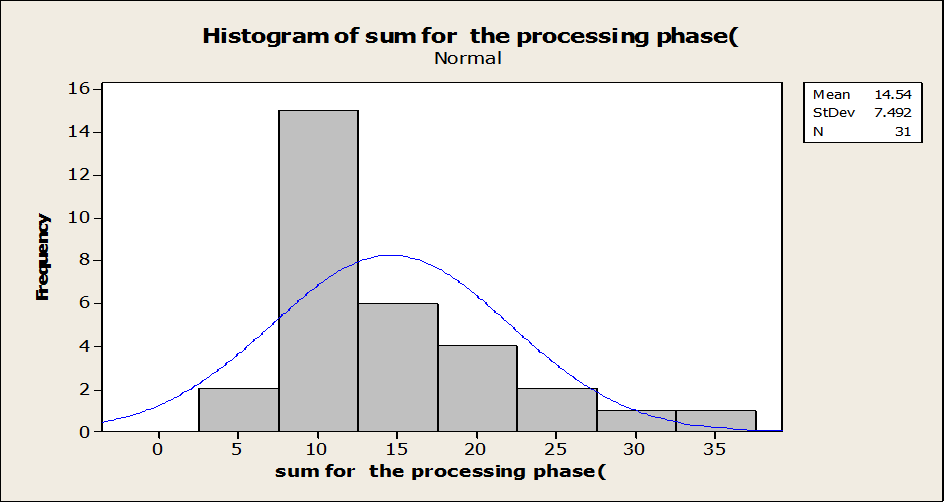 Histogram of sum for the processing phase(
Normal
Mean 14.54
StDev 7.492
N 31
16
14
12
10
8
6
4
2
0
Frequency
0 5 10 15 20 25 30 35
sum for the processing phase(